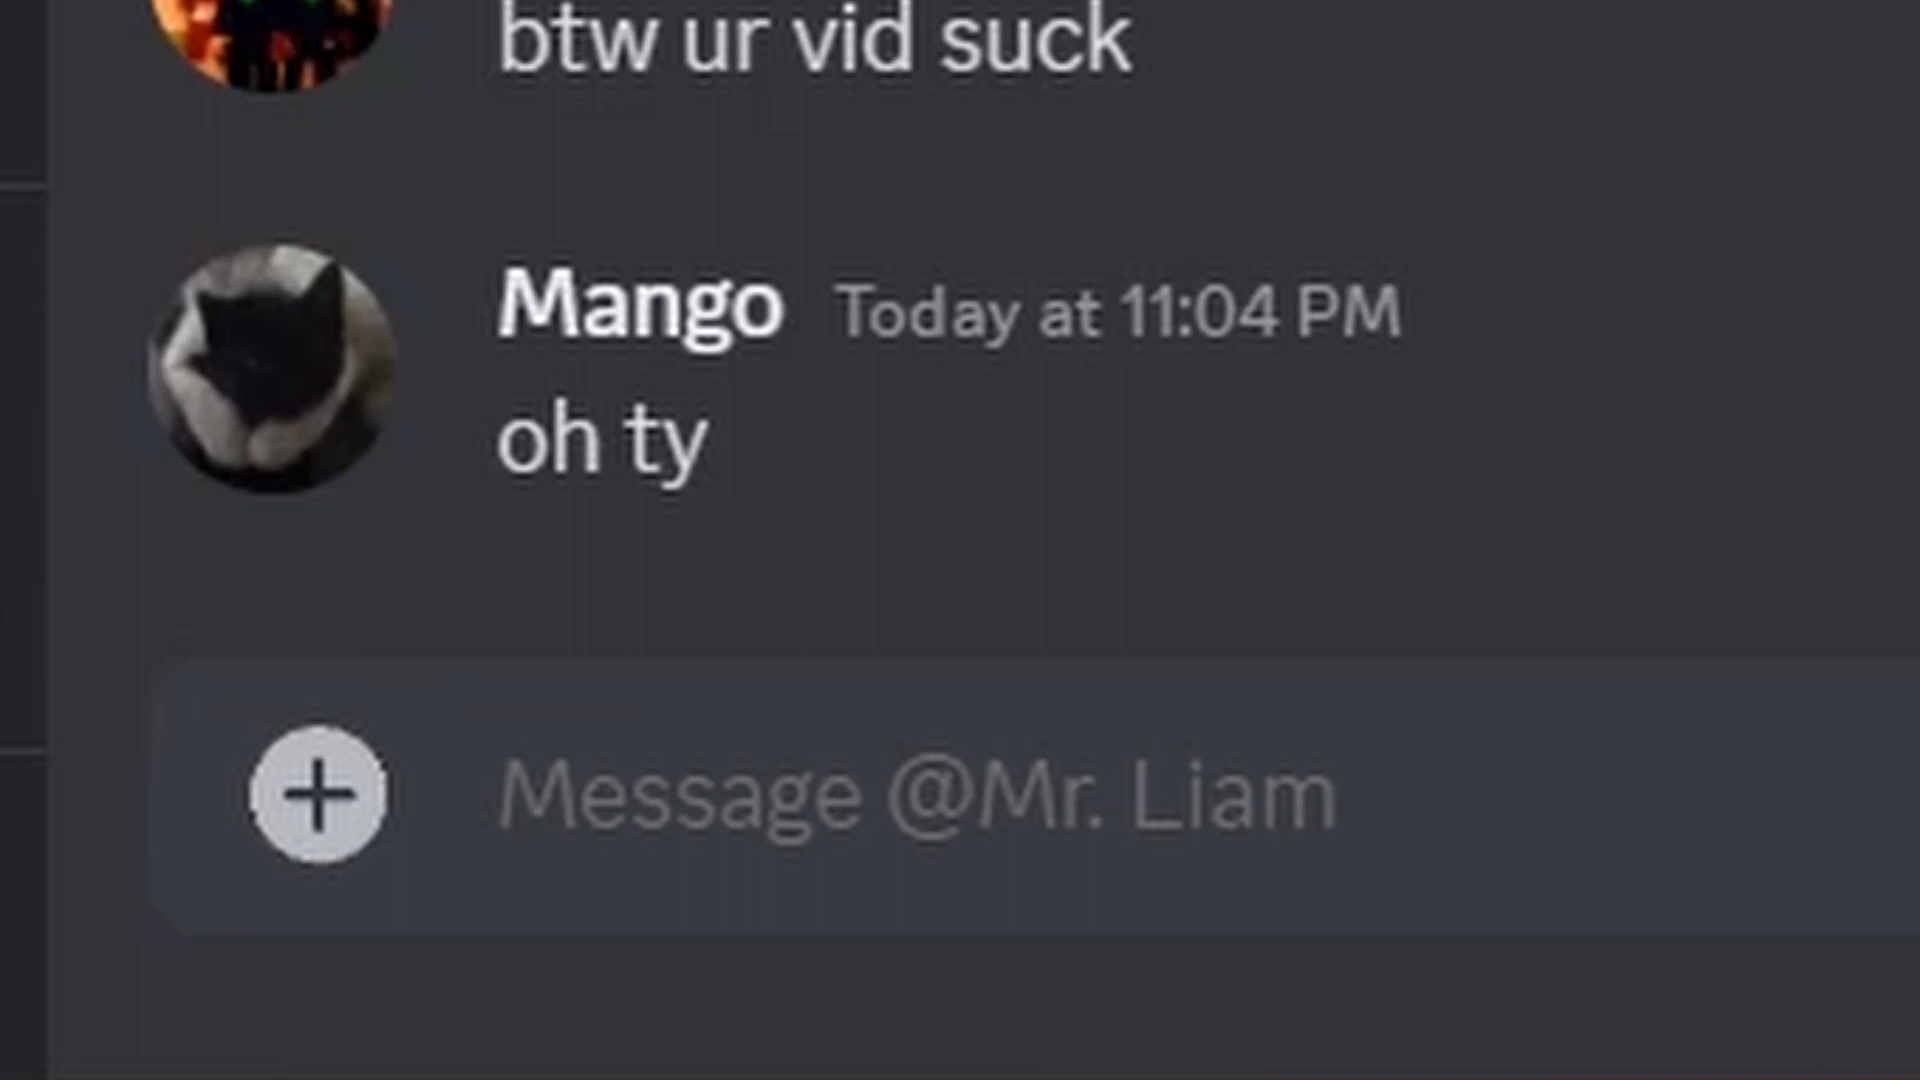 btw ur vid suck
Mango Today at 11:04 PM
oh ty
Message @Mr. Liam